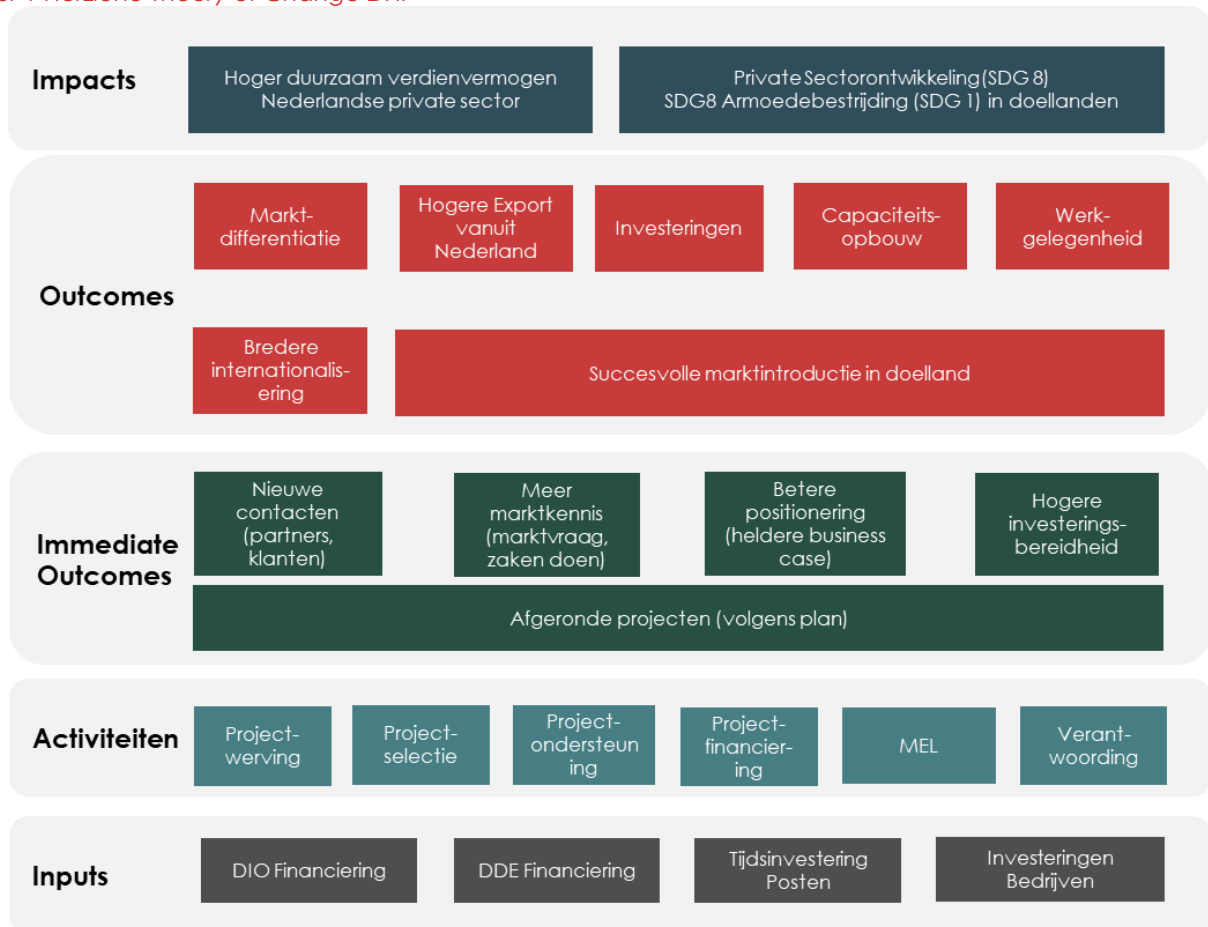 Theory of Change DHI
Impacts
Hoger duurzaam verdienvermogen
Nederlandse private sector
Private Sectorontwikkeling (SDG 8)
SDG8 Armoedebestrijding (SDG 1) in doellanden
Outcomes
Markt-
differentiatie
Hogere Export
vanuit
Nederland
Investeringen
Capaciteits-
opbouw
Werk-
gelegenheid
Bredere
internationalis-
ering
Succesvolle marktintroductie in doelland
Immediate
Outcomes
Nieuwe
contacten
(partners,
klanten)
Meer
marktkennis
(marktvraag,
zaken doen)
Betere
positionering
(heldere business
case)
Hogere
investerings-
bereidheid
Afgeronde projecten (volgens plan)
Activiteiten
Project-
werving
Project-
selectie
Project-
ondersteun
ing
Project-
financier-
ing
MEL
Verant-
woording
Inputs
DIO Financiering
DDE Financiering
Tijdsinvestering
Posten
Investeringen
Bedrijven